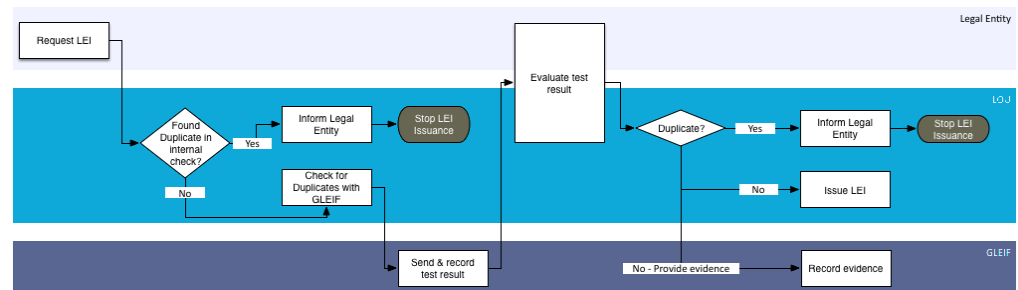 Legal Entity
Request LEI
Evaluate test
result
LOU
Found
Duplicate in
internal
check?
Yes
Inform Legal
Entity
Stop LEI
Issuance
No
Check for
Duplicates with
GLEIF
Duplicate?
Yes
Inform Legal
Entity
Stop LEI
Issuance
No
Issue LEI
GLEIF
Send & record
test result
No - Provide evidence
Record evidence